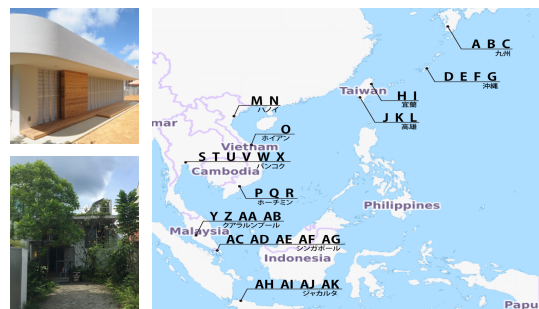 A B C
九州
D E F G
沖縄
Taiwan
H I
宜蘭
J K L
高雄
M N
ハノイ
mar
O
ホイアン
Vietnam
S T U V W X
バンコク
Cambodia
P Q R
ホーチミン
Philippines
Y Z AA AB
クアラルンプール
Malaysia
AC AD AE AF AG
シンガポール
Indonesia
AH AI AJ AK
ジャカルタ
Papu